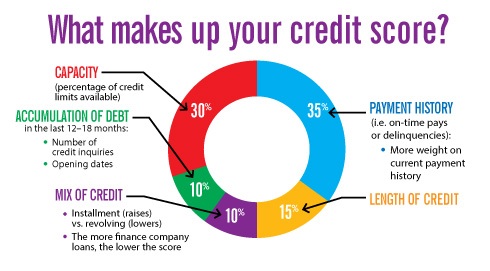 What makes up your credit score?
CAPACITY
(percentage of credit
limits available)
30%
ACCUMULATION OF DEBT
in the last 12–18 months:
• Number of
credit inquiries
• Opening dates
10%
MIX OF CREDIT
• Installment (raises)
vs. revolving (lowers)
• The more finance company
loans, the lower the score
10%
35%
PAYMENT HISTORY
(i.e. on-time pays
or delinquencies):
• More weight on
current payment
history
15%
LENGTH OF CREDIT